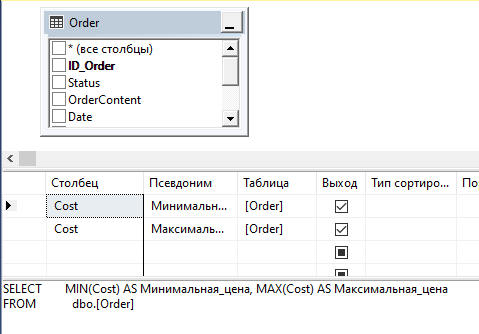 Order
* (все столбцы)
ID_Order
Status
OrderContent
Date
Столбец Псевдоним Таблица Выход Тип сортиро... По
Cost Минимальн... [Order]
Cost Максималь... [Order]
SELECT MIN(Cost) AS Минимальная_цена, MAX(Cost) AS Максимальная_цена
FROM dbo.[Order]